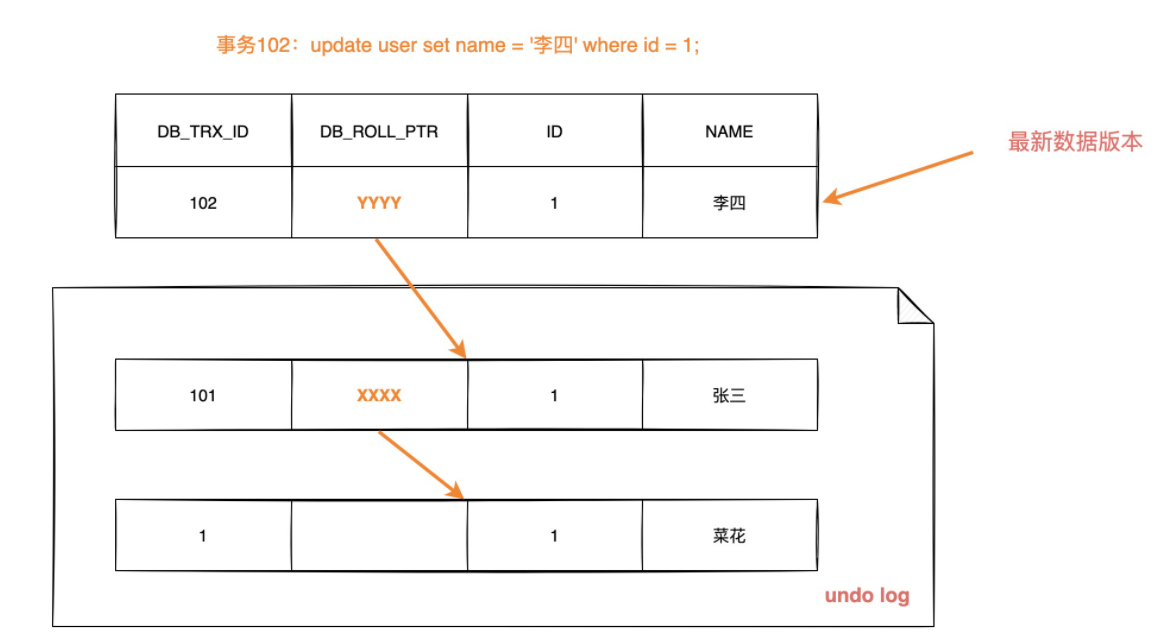 事务102：update user set name = '李四' where id = 1;
DB_TRX_ID DB_ROLL_PTR ID NAME
最新数据版本
102 YYYY 1 李四
101 XXXX 1 张三
1 1 菜花
undo log